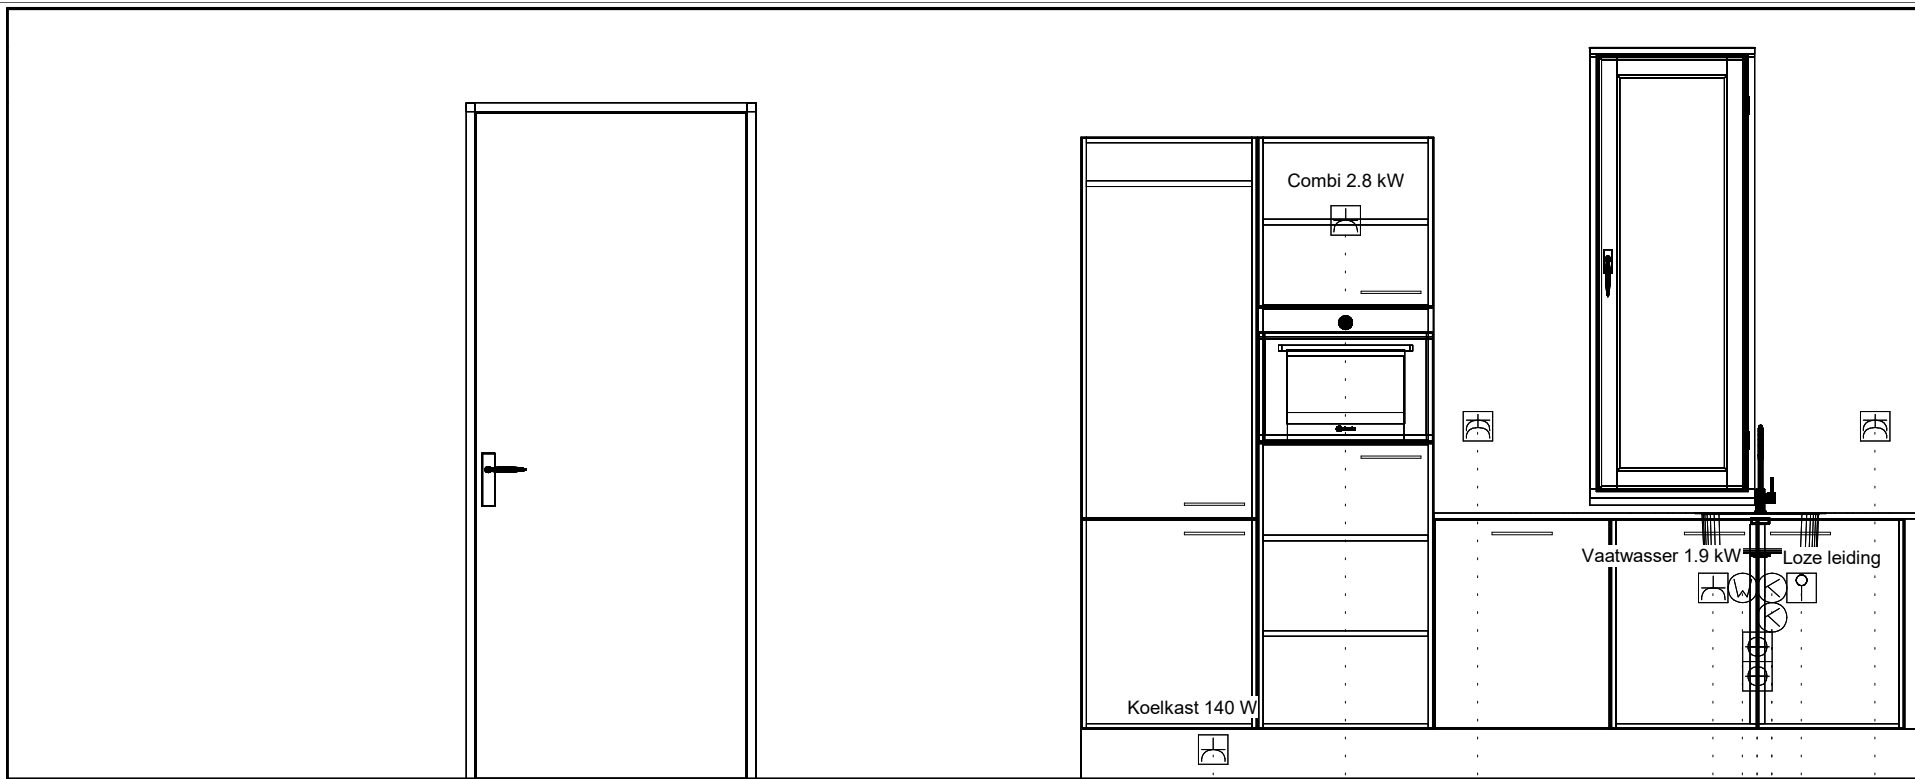 Combi 2.8 kW
Vaatwasser 1.9 kW
Loze leiding
W
K
K
Koelkast 140 W